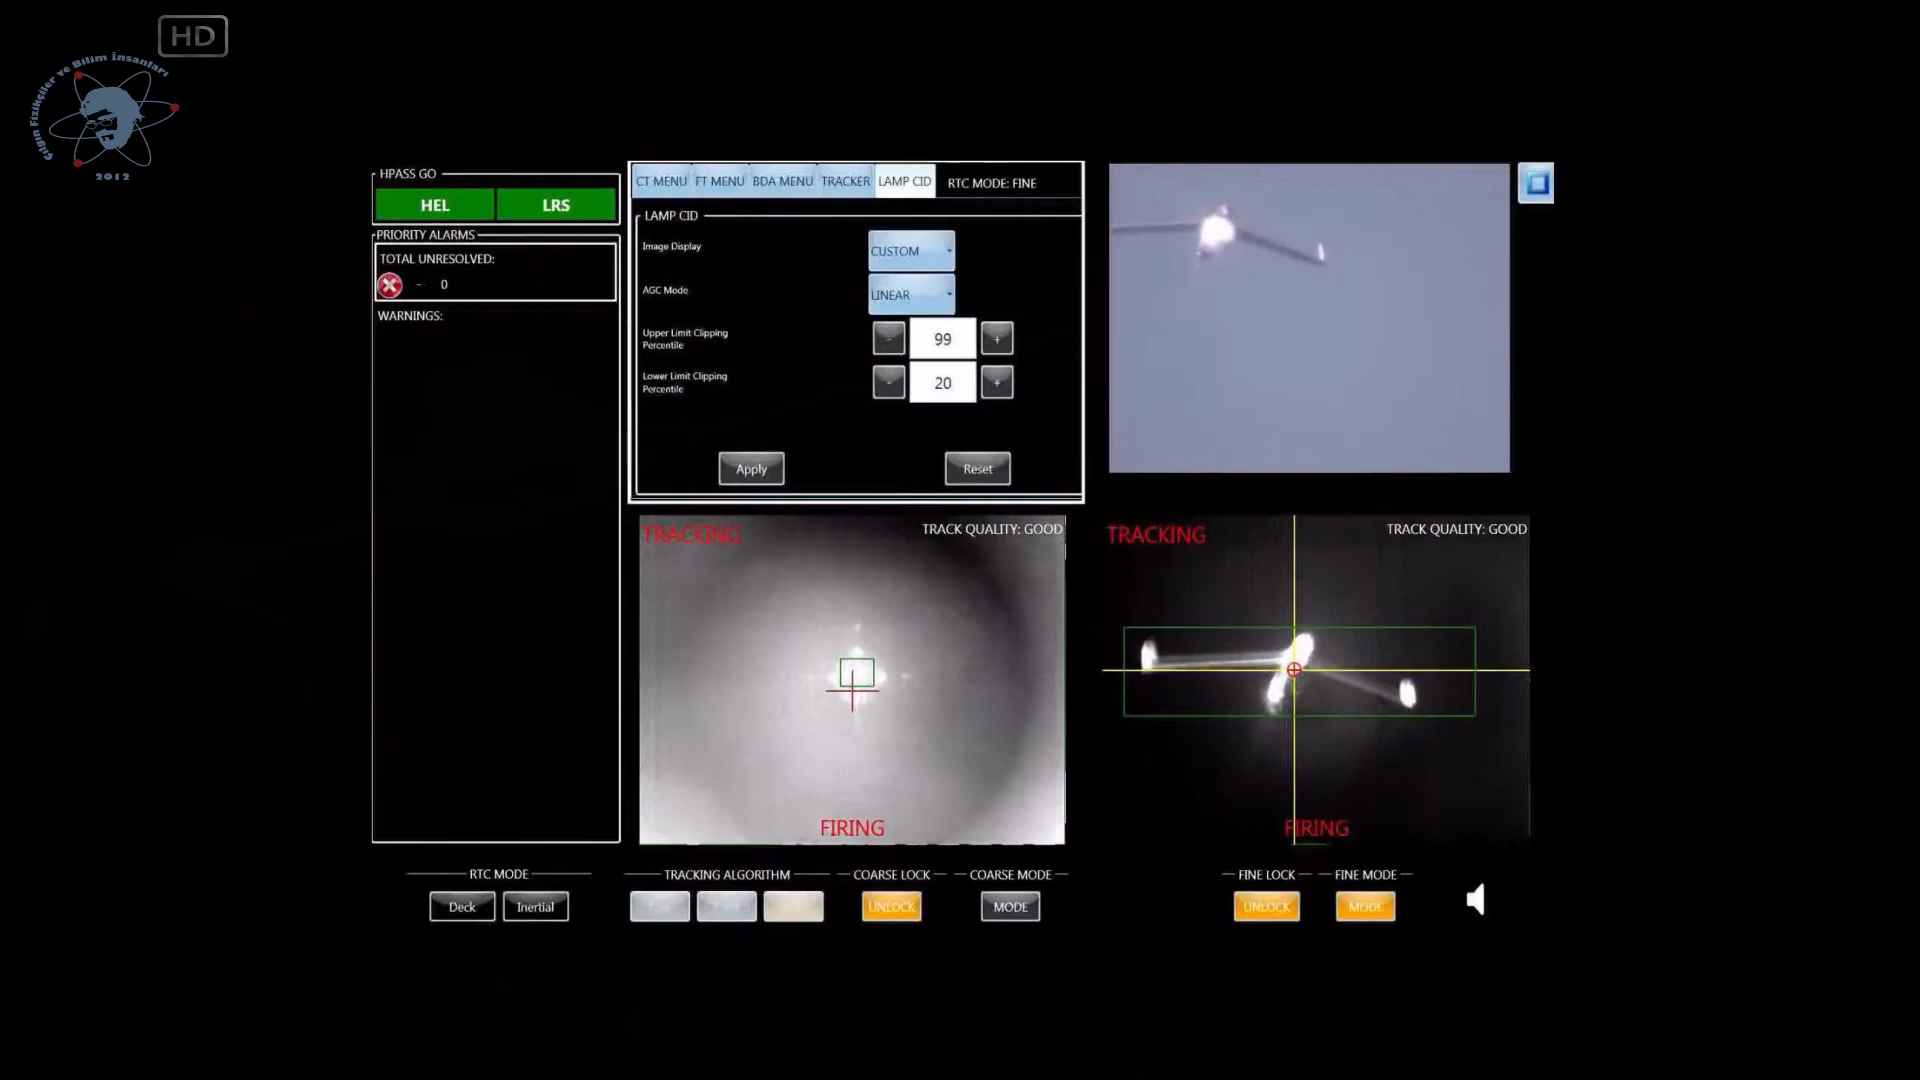 HD
Çılgın Fizikçiler ve Bilim İnsanları
2012
HPASS GO
HEL
LRS
PRIORITY ALARMS
TOTAL UNRESOLVED:
- 0
WARNINGS:
CT MENU
FT MENU
BDA MENU
TRACKER
LAMP CID
RTC MODE: FINE
LAMP CID
Image Display
CUSTOM
AGC Mode
LINEAR
Upper Limit Clipping
Percentile
- 99 +
Lower Limit Clipping
Percentile
- 20 +
Apply
Reset
TRACKING
TRACK QUALITY: GOOD
FIRING
TRACKING
TRACK QUALITY: GOOD
FIRING
RTC MODE
Deck
Inertial
TRACKING ALGORITHM
COARSE LOCK
UNLOCK
COARSE MODE
MODE
FINE LOCK
UNLOCK
FINE MODE
MODE